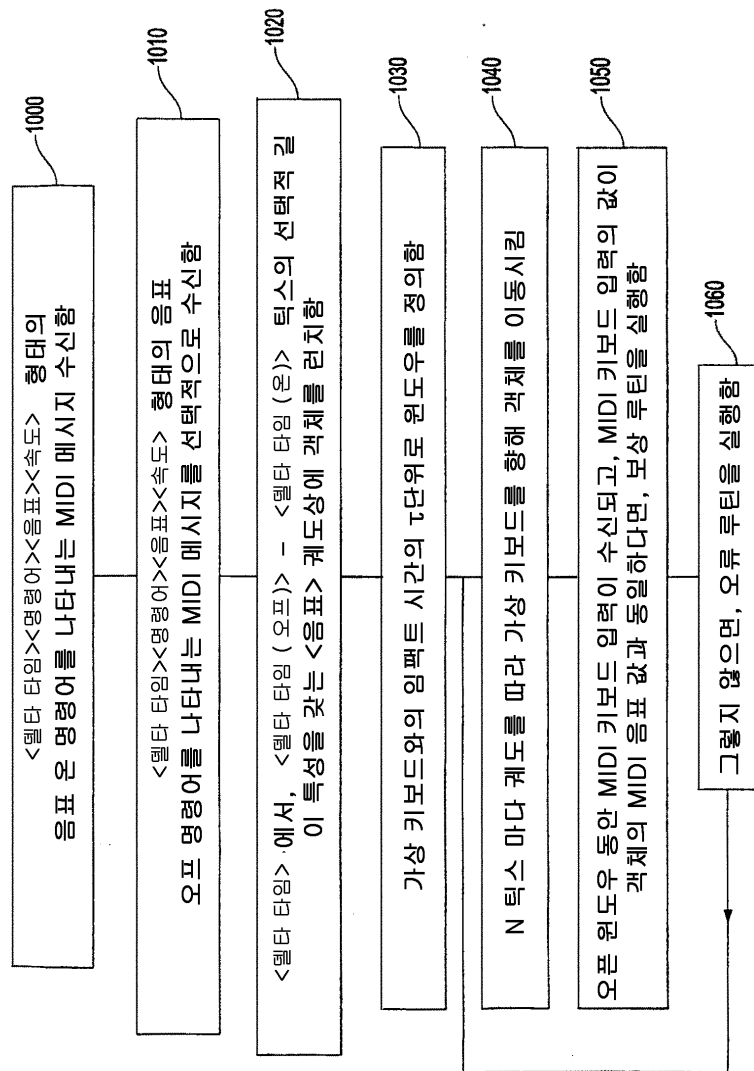 1000
<델타 타임><명령어><음표><속도> 형태의
음표 온 명령어를 나타내는 MIDI 메시지 수신함
1010
<델타 타임><명령어><음표><속도> 형태의 음표
오프 명령어를 나타내는 MIDI 메시지를 선택적으로 수신함
1020
<델타 타임>에서, <델타 타임 (오프)> – <델타 타임 (온)> 틱스의 선택적 길
이 특성을 갖는 <음표> 궤도상에 객체를 런치함
1030
가상 키보드와의 임팩트 시간의 τ단위로 윈도우를 정의함
1040
N 틱스 마다 궤도를 따라 가상 키보드를 향해 객체를 이동시킴
1050
오픈 윈도우 동안 MIDI 키보드 입력이 수신되고, MIDI 키보드 입력의 값이
객체의 MIDI 음표 값과 동일하다면, 보상 루틴을 실행함
1060
그렇지 않으면, 오류 루틴을 실행함